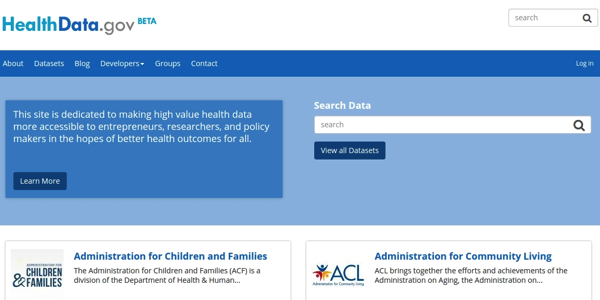 HealthData.gov BETA
search
About Datasets Blog Developers Groups Contact Log in
This site is dedicated to making high value health data
more accessible to entrepreneurs, researchers, and policy
makers in the hopes of better health outcomes for all.
Learn More
Search Data
search
View all Datasets
ADMINISTRATION FOR
CHILDREN
& FAMILIES
Administration for Children and Families
The Administration for Children and Families (ACF) is a
division of the Department of Health & Human...
ACL
Administration for Community Living
Administration for Community Living
ACL brings together the efforts and achievements of the
Administration on Aging, the Administration on...